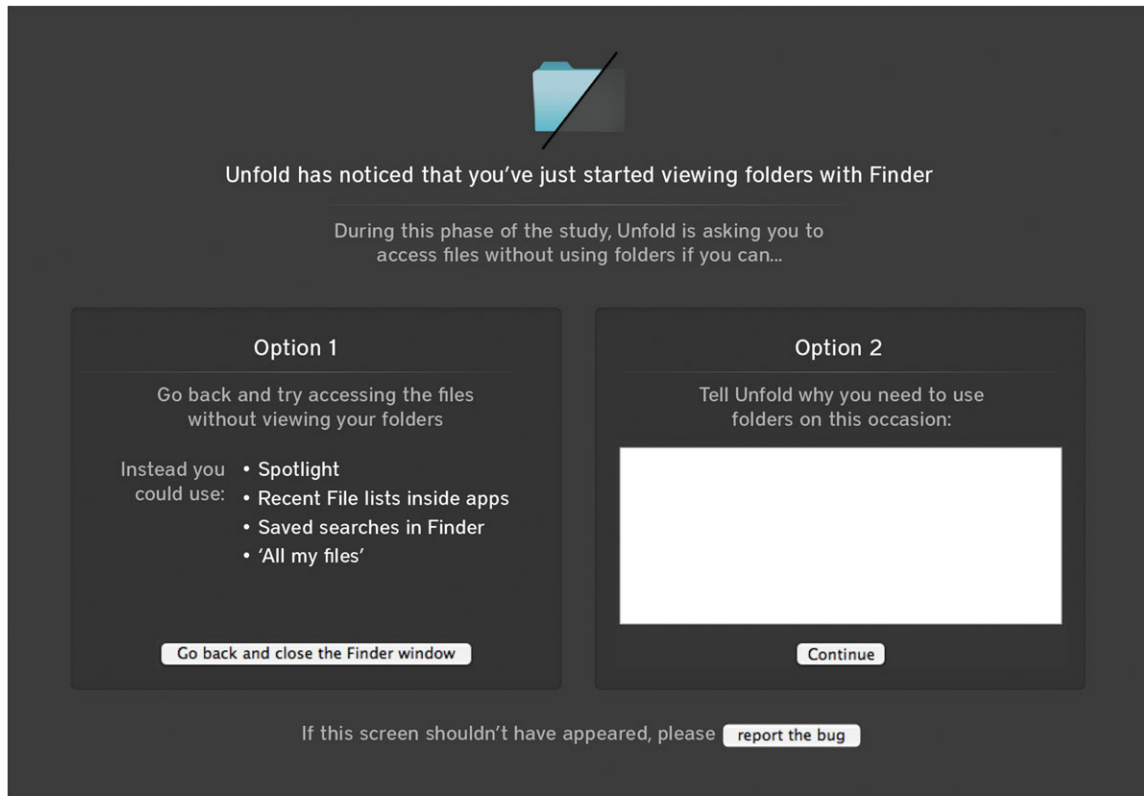 Unfold has noticed that you've just started viewing folders with Finder
During this phase of the study, Unfold is asking you to
access files without using folders if you can...
Option 1
Go back and try accessing the files
without viewing your folders
Instead you
could use:
• Spotlight
• Recent File lists inside apps
• Saved searches in Finder
• ‘All my files’
Go back and close the Finder window
Option 2
Tell Unfold why you need to use
folders on this occasion:
Continue
If this screen shouldn't have appeared, please report the bug